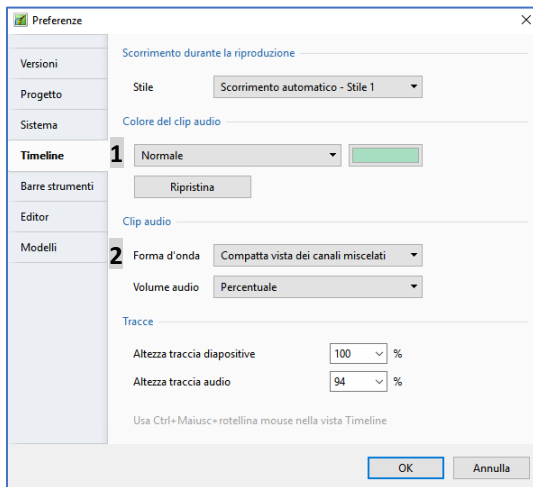 Preferenze
Scorrimento durante la riproduzione
Versioni
Stile Scorrimento automatico - Stile 1
Progetto
Sistema
Colore del clip audio
Timeline
1 Normale
Barre strumenti
Ripristina
Editor
Clip audio
Modelli
2 Forma d'onda Compatta vista dei canali miscelati
Volume audio Percentuale
Tracce
Altezza traccia diapositive 100 %
Altezza traccia audio 94 %
Usa Ctrl+Maiusc+rotellina mouse nella vista Timeline
OK Annulla